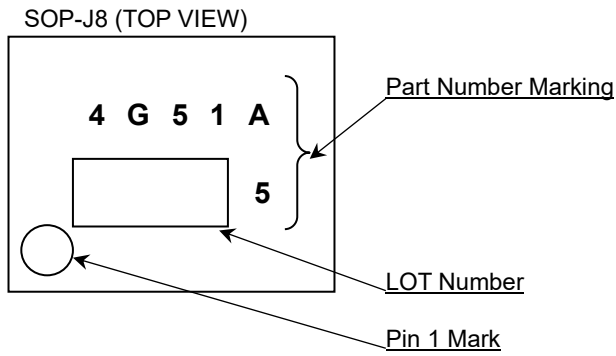 SOP-J8 (TOP VIEW)
Part Number Marking
4 G 5 1 A
5
LOT Number
Pin 1 Mark